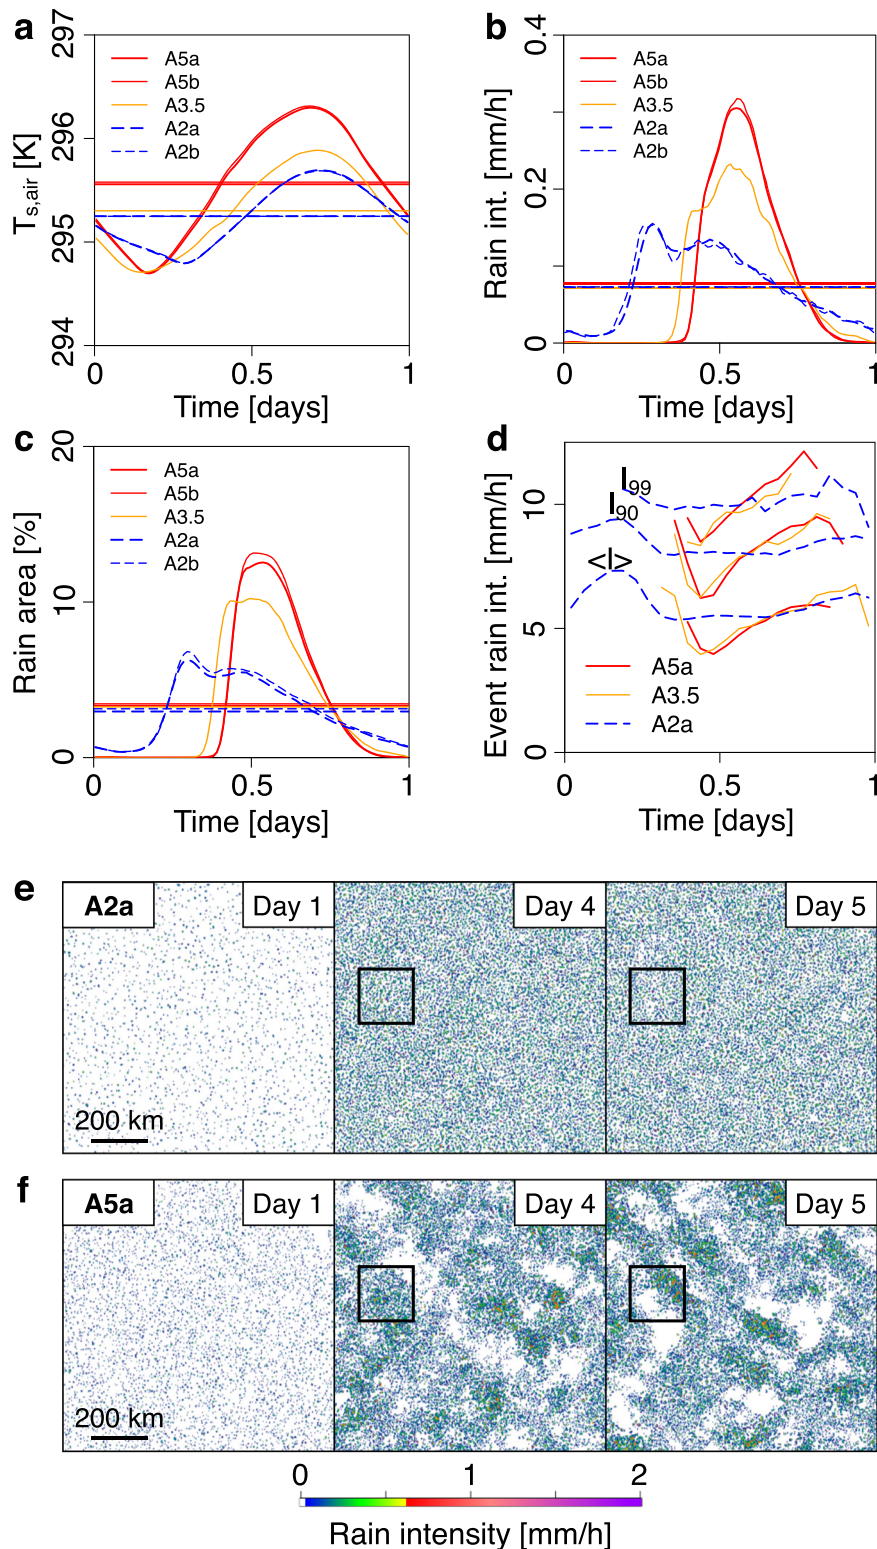 a
297
296
295
294
T_s,air [K]
A5a
A5b
A3.5
A2a
A2b
0
0.5
1
Time [days]
b
0.4
0.2
0
Rain int. [mm/h]
A5a
A5b
A3.5
A2a
A2b
0
0.5
1
Time [days]
c
20
10
0
Rain area [%]
A5a
A5b
A3.5
A2a
A2b
0
0.5
1
Time [days]
d
10
5
0
Event rain int. [mm/h]
I_99
I_90
<I>
A5a
A3.5
A2a
0
0.5
1
Time [days]
e
A2a
Day 1
Day 4
Day 5
200 km
f
A5a
Day 1
Day 4
Day 5
200 km
0
1
2
Rain intensity [mm/h]